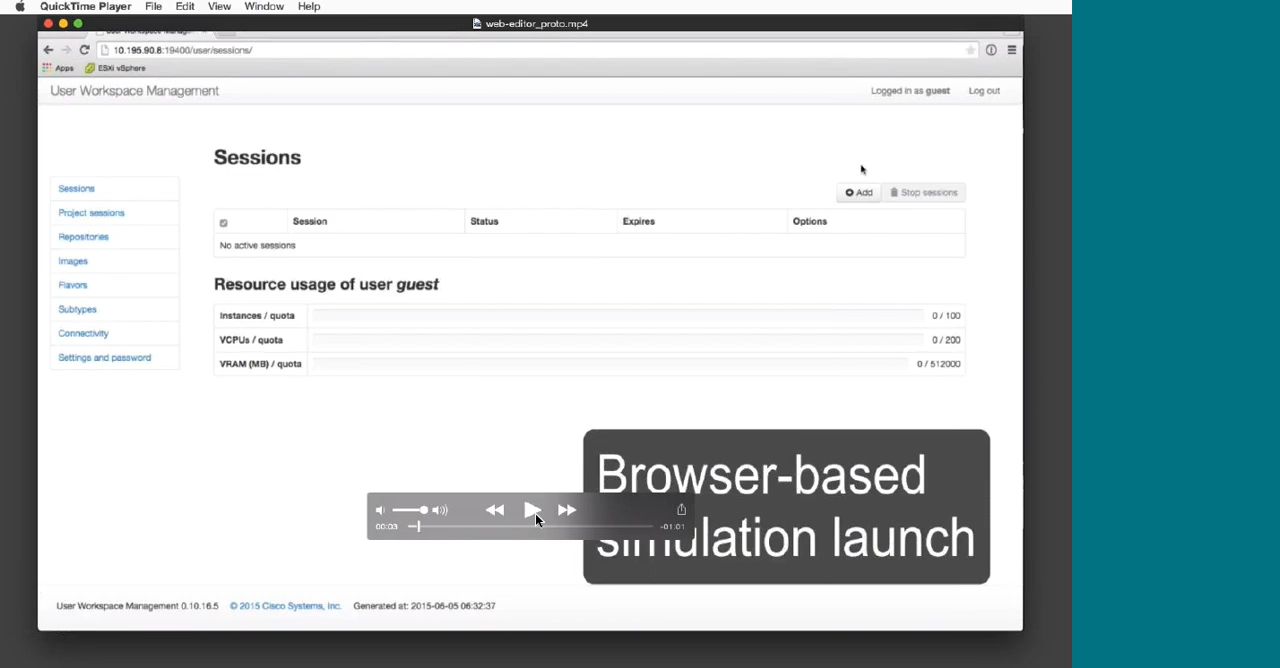 QuickTime Player File Edit View Window Help
web-editor_proto.mp4
10.195.90.8:19400/user/sessions/
Apps ESXi vSphere
User Workspace Management Logged in as guest Log out
Sessions
Add Stop sessions
Sessions
Project sessions
Repositories
Images
Flavors
Subtypes
Connectivity
Settings and password
Session Status Expires Options
No active sessions
Resource usage of user guest
Instances / quota 0 / 100
VCPUs / quota 0 / 200
VRAM (MB) / quota 0 / 512000
Browser-based
simulation launch
00:03 -01:01
User Workspace Management 0.10.16.5 © 2015 Cisco Systems, Inc. Generated at: 2015-06-05 06:32:37